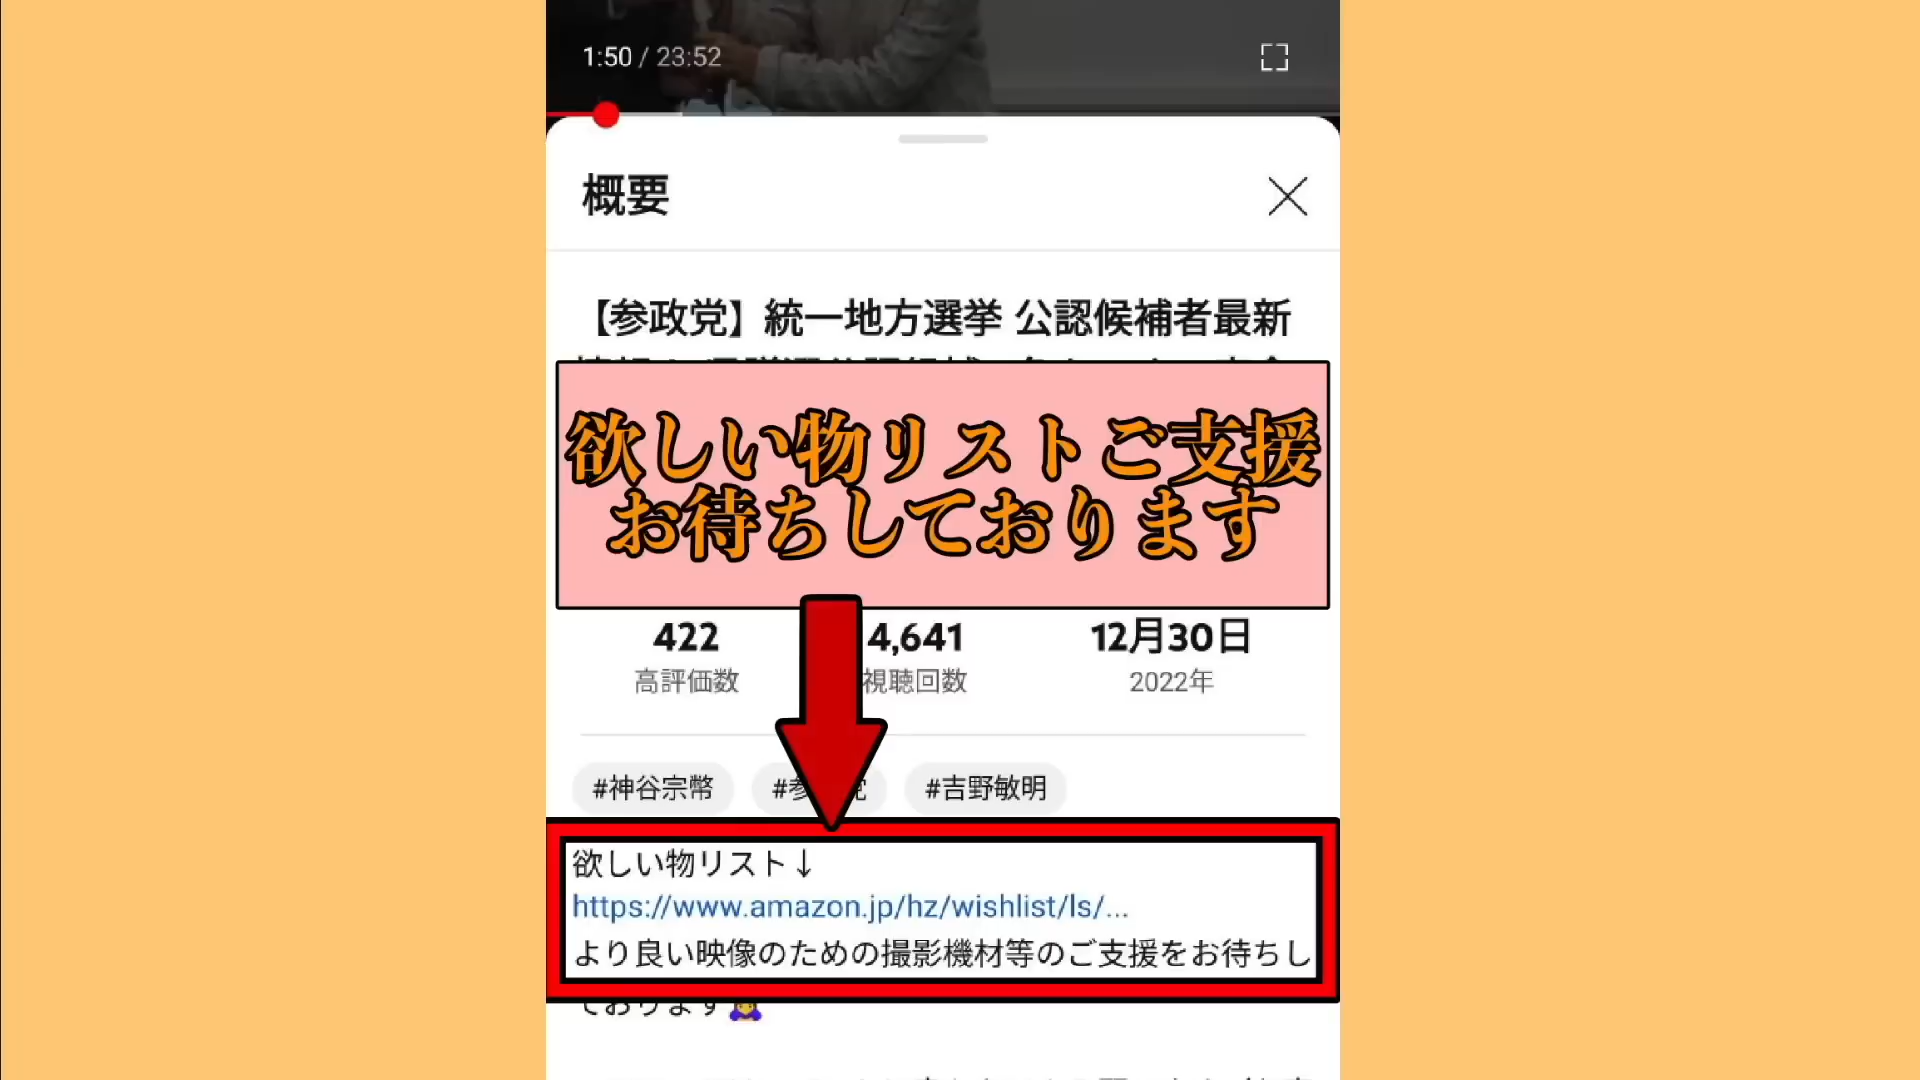 1:50 / 23:52
概要
【参政党】統一地方選挙 公認候補者最新
欲しい物リストご支援
お待ちしております
422
高評価数
4,641
視聴回数
12月30日
2022年
#神谷宗幣
#吉野敏明
欲しい物リスト↓
https://www.amazon.jp/hz/wishlist/ls/...
より良い映像のための撮影機材等のご支援をお待ちし
ております🙇‍♀️